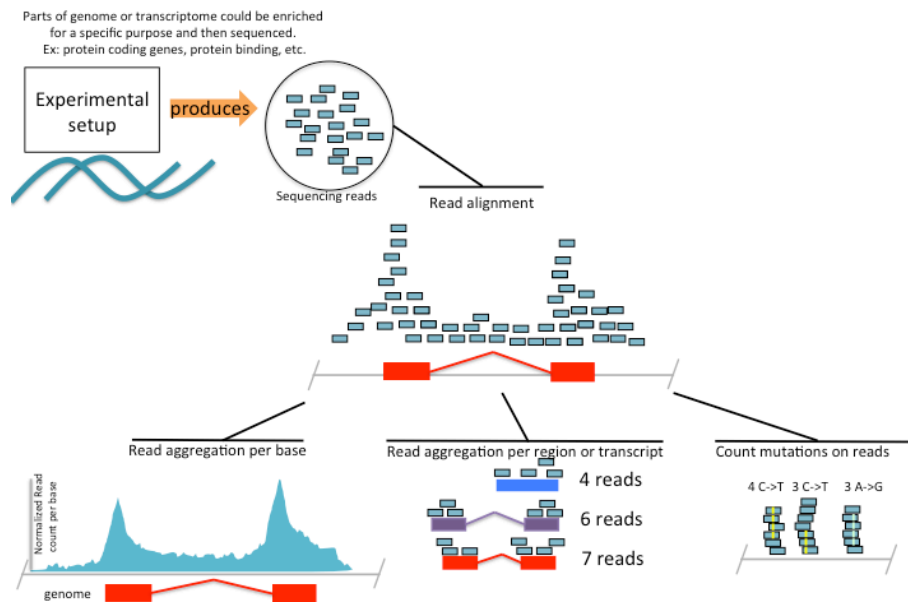 Parts of genome or transcriptome could be enriched
for a specific purpose and then sequenced.
Ex: protein coding genes, protein binding, etc.
Experimental
setup
produces
Sequencing reads
Read alignment
Read aggregation per base
Normalized Read
count per base
genome
Read aggregation per region or transcript
4 reads
6 reads
7 reads
Count mutations on reads
4 C->T 3 C->T 3 A->G